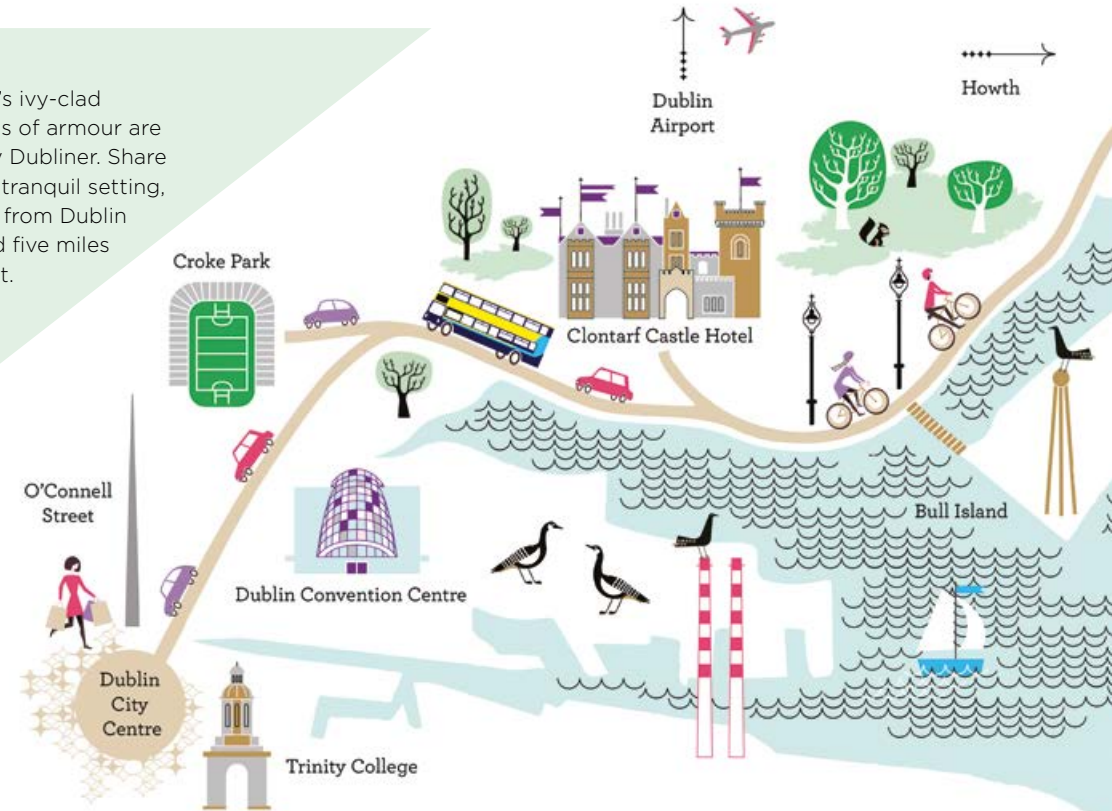 's ivy-clad
s of armour are
y Dubliner. Share
tranquil setting,
from Dublin
d five miles
t.
Dublin
Airport
Howth
Croke Park
Clontarf Castle Hotel
O'Connell
Street
Bull Island
Dublin Convention Centre
Dublin
City
Centre
Trinity College